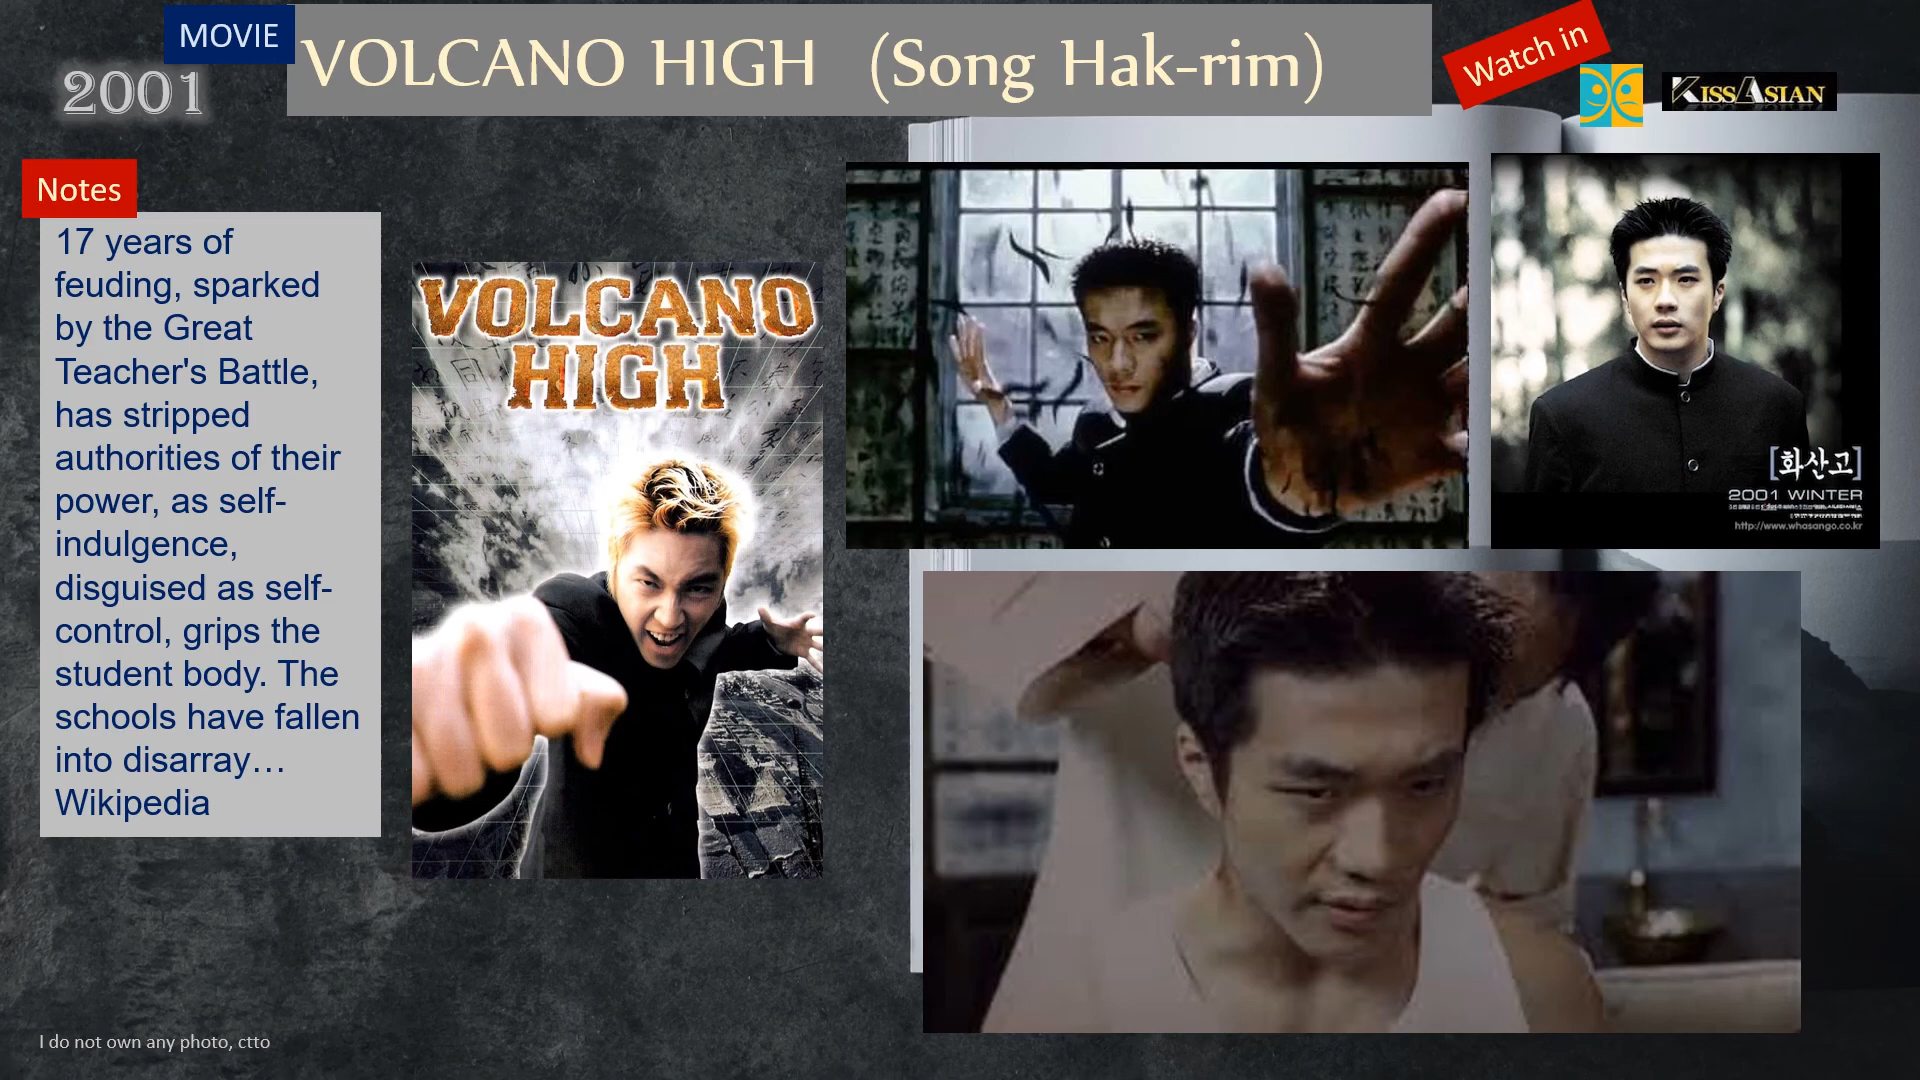 MOVIE
VOLCANO HIGH (Song Hak-rim)
Watch in
2001
KISSASIAN
Notes
17 years of
feuding, sparked
by the Great
Teacher's Battle,
has stripped
authorities of their
power, as self-
indulgence,
disguised as self-
control, grips the
student body. The
schools have fallen
into disarray…
Wikipedia
VOLCANO
HIGH
[화산고]
2001 WINTER
http://www.whasango.co.kr
I do not own any photo, ctto